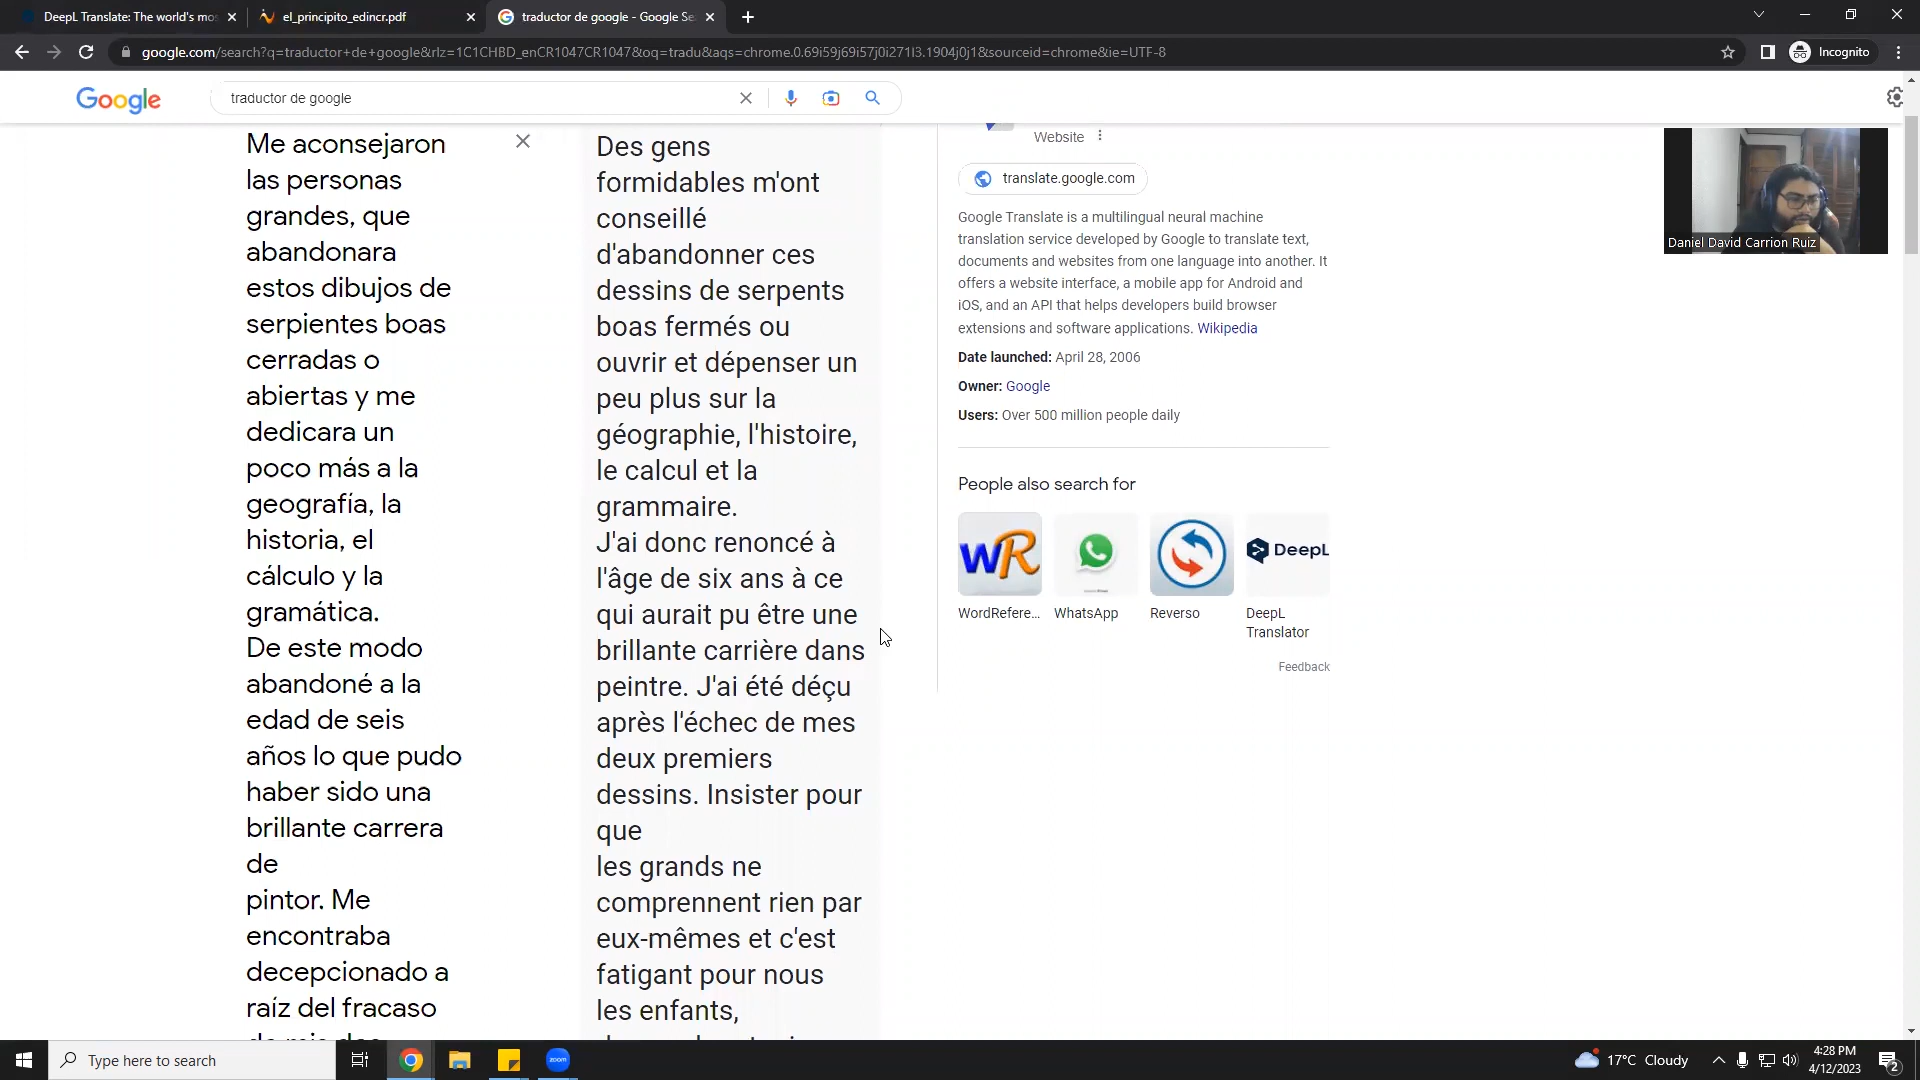 DeepL Translate: The world's mos
el_principito_edincr.pdf
traductor de google - Google Se
google.com/search?q=traductor+de+google&rlz=1C1CHBD_enCR1047CR1047&oq=tradu&aqs=chrome.0.69i59j69i57j0i271l3.1904j0j1&sourceid=chrome&ie=UTF-8
Incognito
Google
traductor de google
Me aconsejaron
las personas
grandes, que
abandonara
estos dibujos de
serpientes boas
cerradas o
abiertas y me
dedicara un
poco más a la
geografía, la
historia, el
cálculo y la
gramática.
De este modo
abandoné a la
edad de seis
años lo que pudo
haber sido una
brillante carrera
de
pintor. Me
encontraba
decepcionado a
raíz del fracaso
de mis dos
Des gens
formidables m'ont
conseillé
d'abandonner ces
dessins de serpents
boas fermés ou
ouvrir et dépenser un
peu plus sur la
géographie, l'histoire,
le calcul et la
grammaire.
J'ai donc renoncé à
l'âge de six ans à ce
qui aurait pu être une
brillante carrière dans
peintre. J'ai été déçu
après l'échec de mes
deux premiers
dessins. Insister pour
que
les grands ne
comprennent rien par
eux-mêmes et c'est
fatigant pour nous
les enfants,
Website
translate.google.com
Google Translate is a multilingual neural machine
translation service developed by Google to translate text,
documents and websites from one language into another. It
offers a website interface, a mobile app for Android and
iOS, and an API that helps developers build browser
extensions and software applications. Wikipedia
Date launched: April 28, 2006
Owner: Google
Users: Over 500 million people daily
People also search for
WR
DeepL
WordRefere...
WhatsApp
Reverso
DeepL
Translator
Feedback
Daniel David Carrion Ruiz
Type here to search
zoom
17°C Cloudy
4:28 PM
4/12/2023
2